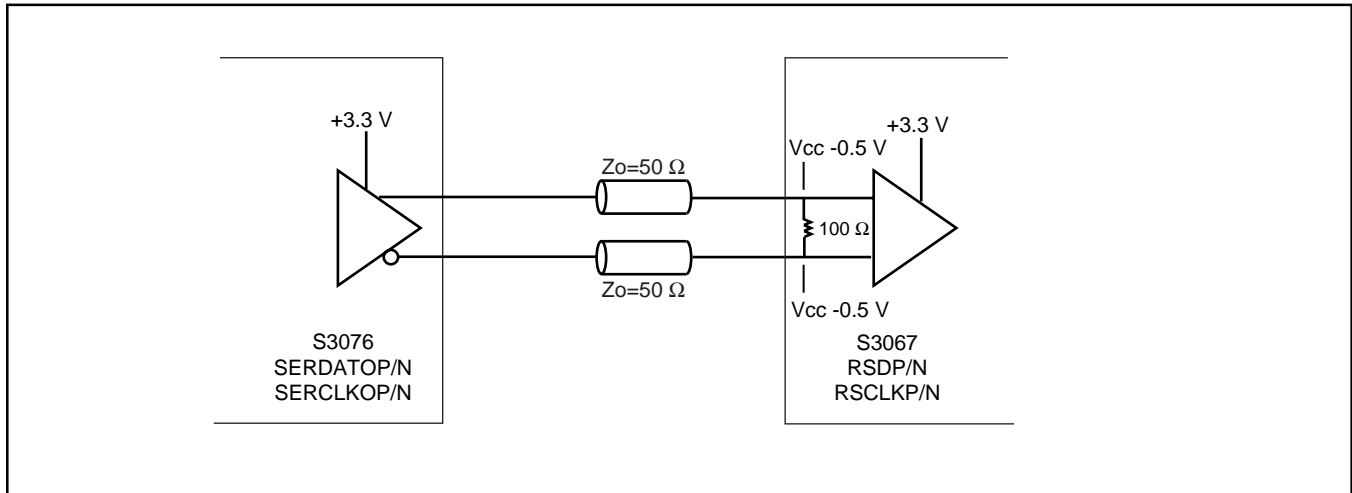 +3.3 V
+3.3 V
Vcc -0.5 V
Zo=50 Ω
100 Ω
Zo=50 Ω
Vcc -0.5 V
S3076
SERDATOP/N
SERCLKOP/N
S3067
RSDP/N
RSCLKP/N